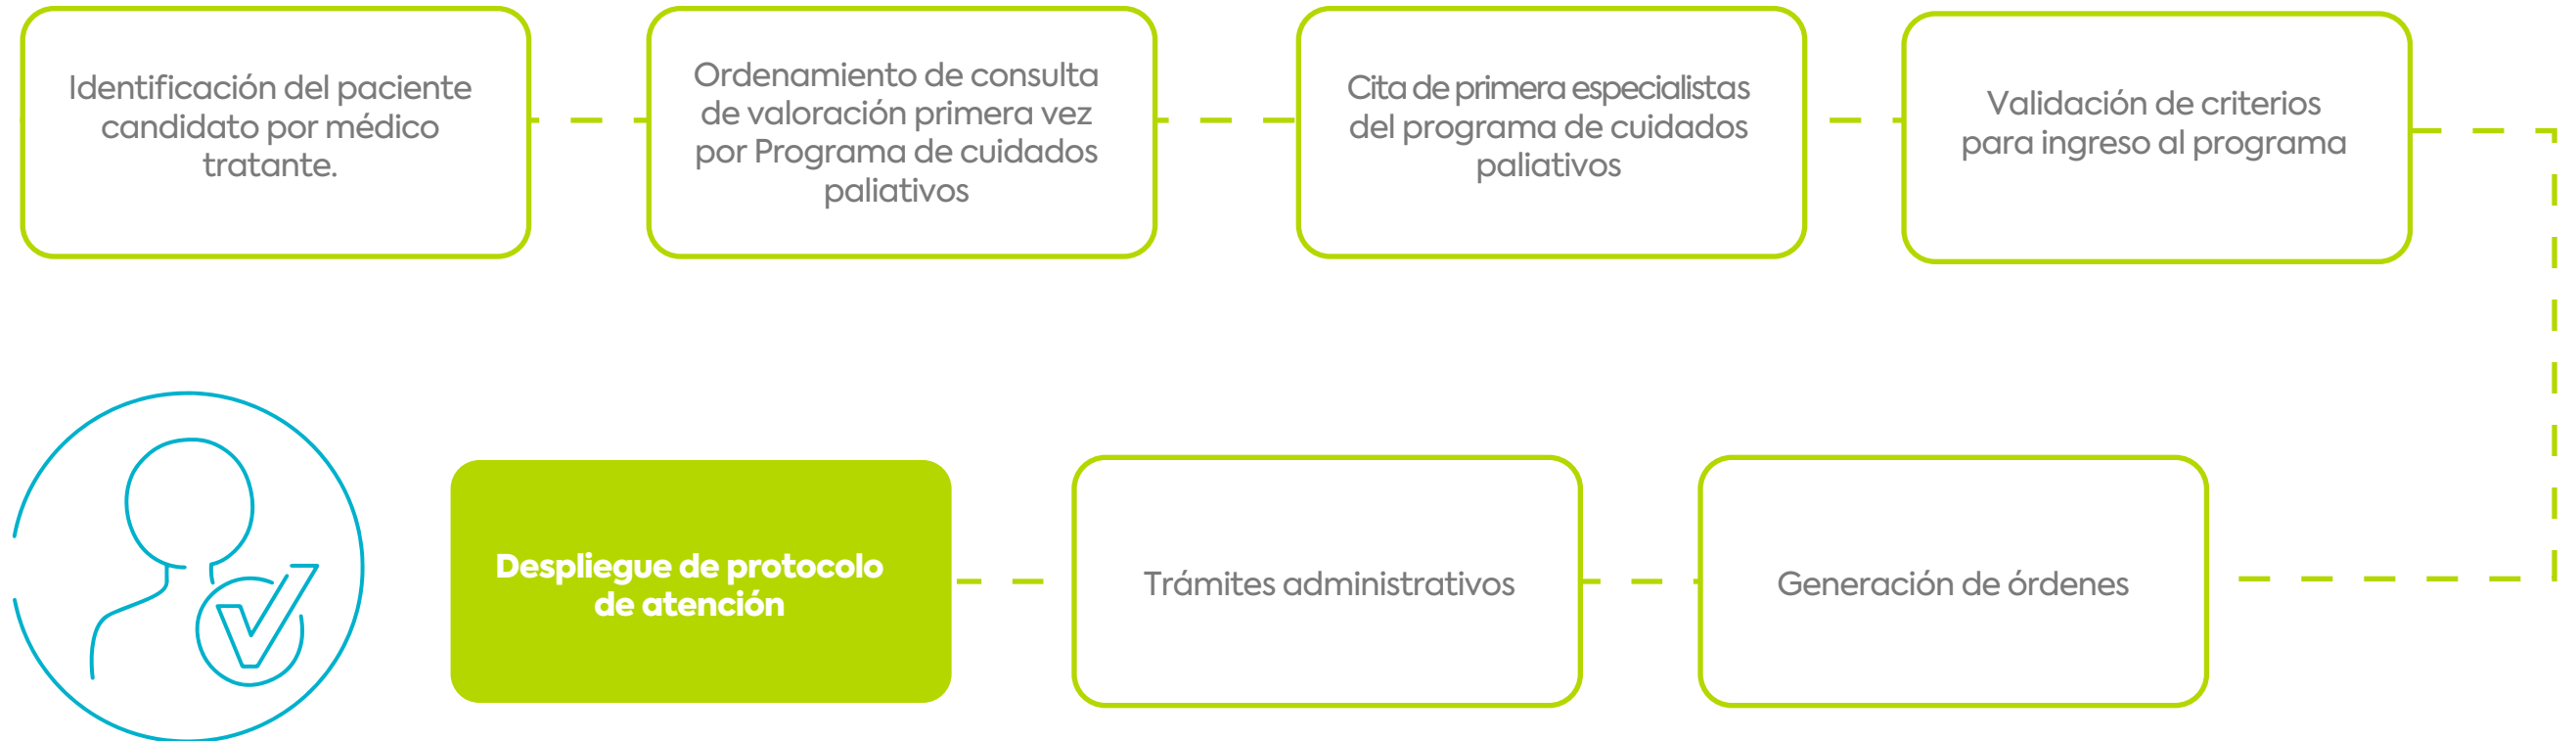 Identificación del paciente
candidato por médico
tratante.
Ordenamiento de consulta
de valoración primera vez
por Programa de cuidados
paliativos
Cita de primera especialistas
del programa de cuidados
paliativos
Validación de criterios
para ingreso al programa
Generación de órdenes
Trámites administrativos
Despliegue de protocolo
de atención